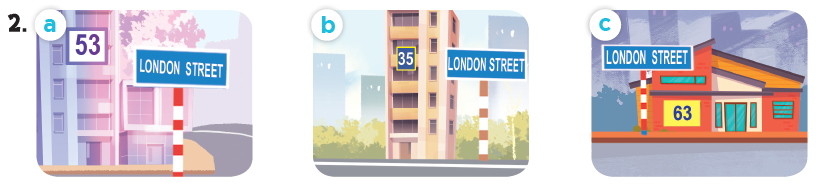 2. a b c
53 LONDON STREET
35 LONDON STREET
LONDON STREET
63